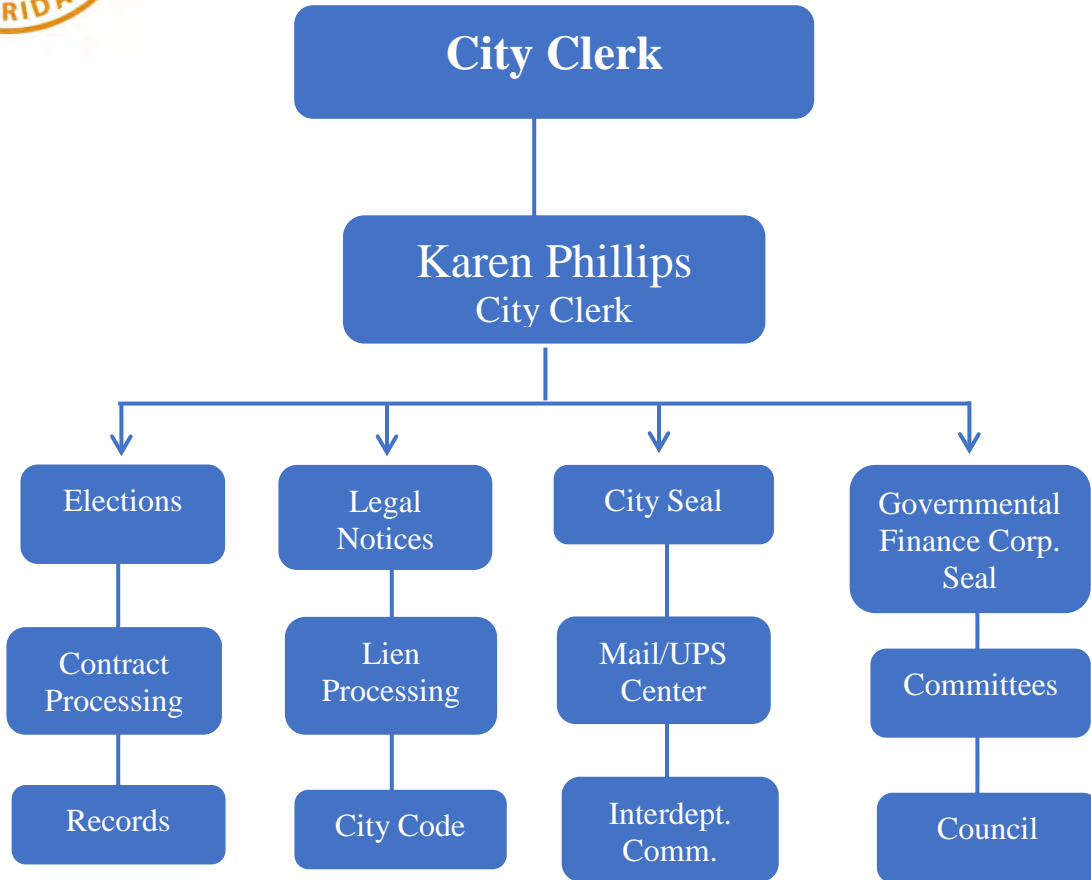 RIDA
City Clerk
Karen Phillips
City Clerk
Elections
Legal
Notices
City Seal
Governmental
Finance Corp.
Seal
Contract
Processing
Lien
Processing
Mail/UPS
Center
Committees
Records
City Code
Interdept.
Comm.
Council